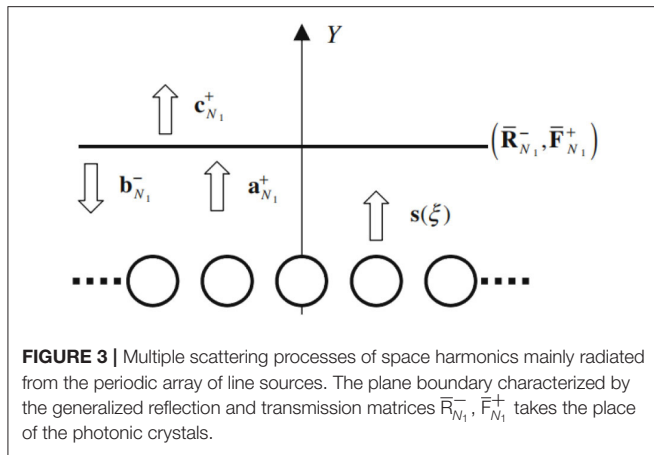 Y
c⁺_{N₁}
(R̅⁻_{N₁}, F̅⁺_{N₁})
b⁻_{N₁} a⁺_{N₁}
s(ξ)
FIGURE 3 | Multiple scattering processes of space harmonics mainly radiated
from the periodic array of line sources. The plane boundary characterized by
the generalized reflection and transmission matrices R̅⁻_{N₁}, F̅⁺_{N₁} takes the place
of the photonic crystals.